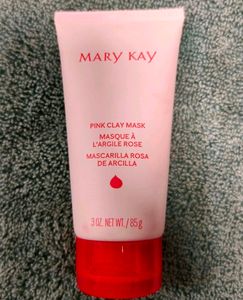 MARY KAY
PINK CLAY MASK
MASQUE À
L'ARGILE ROSE
MASCARILLA ROSA
DE ARCILLA
3 OZ. NET WT. / 85 g